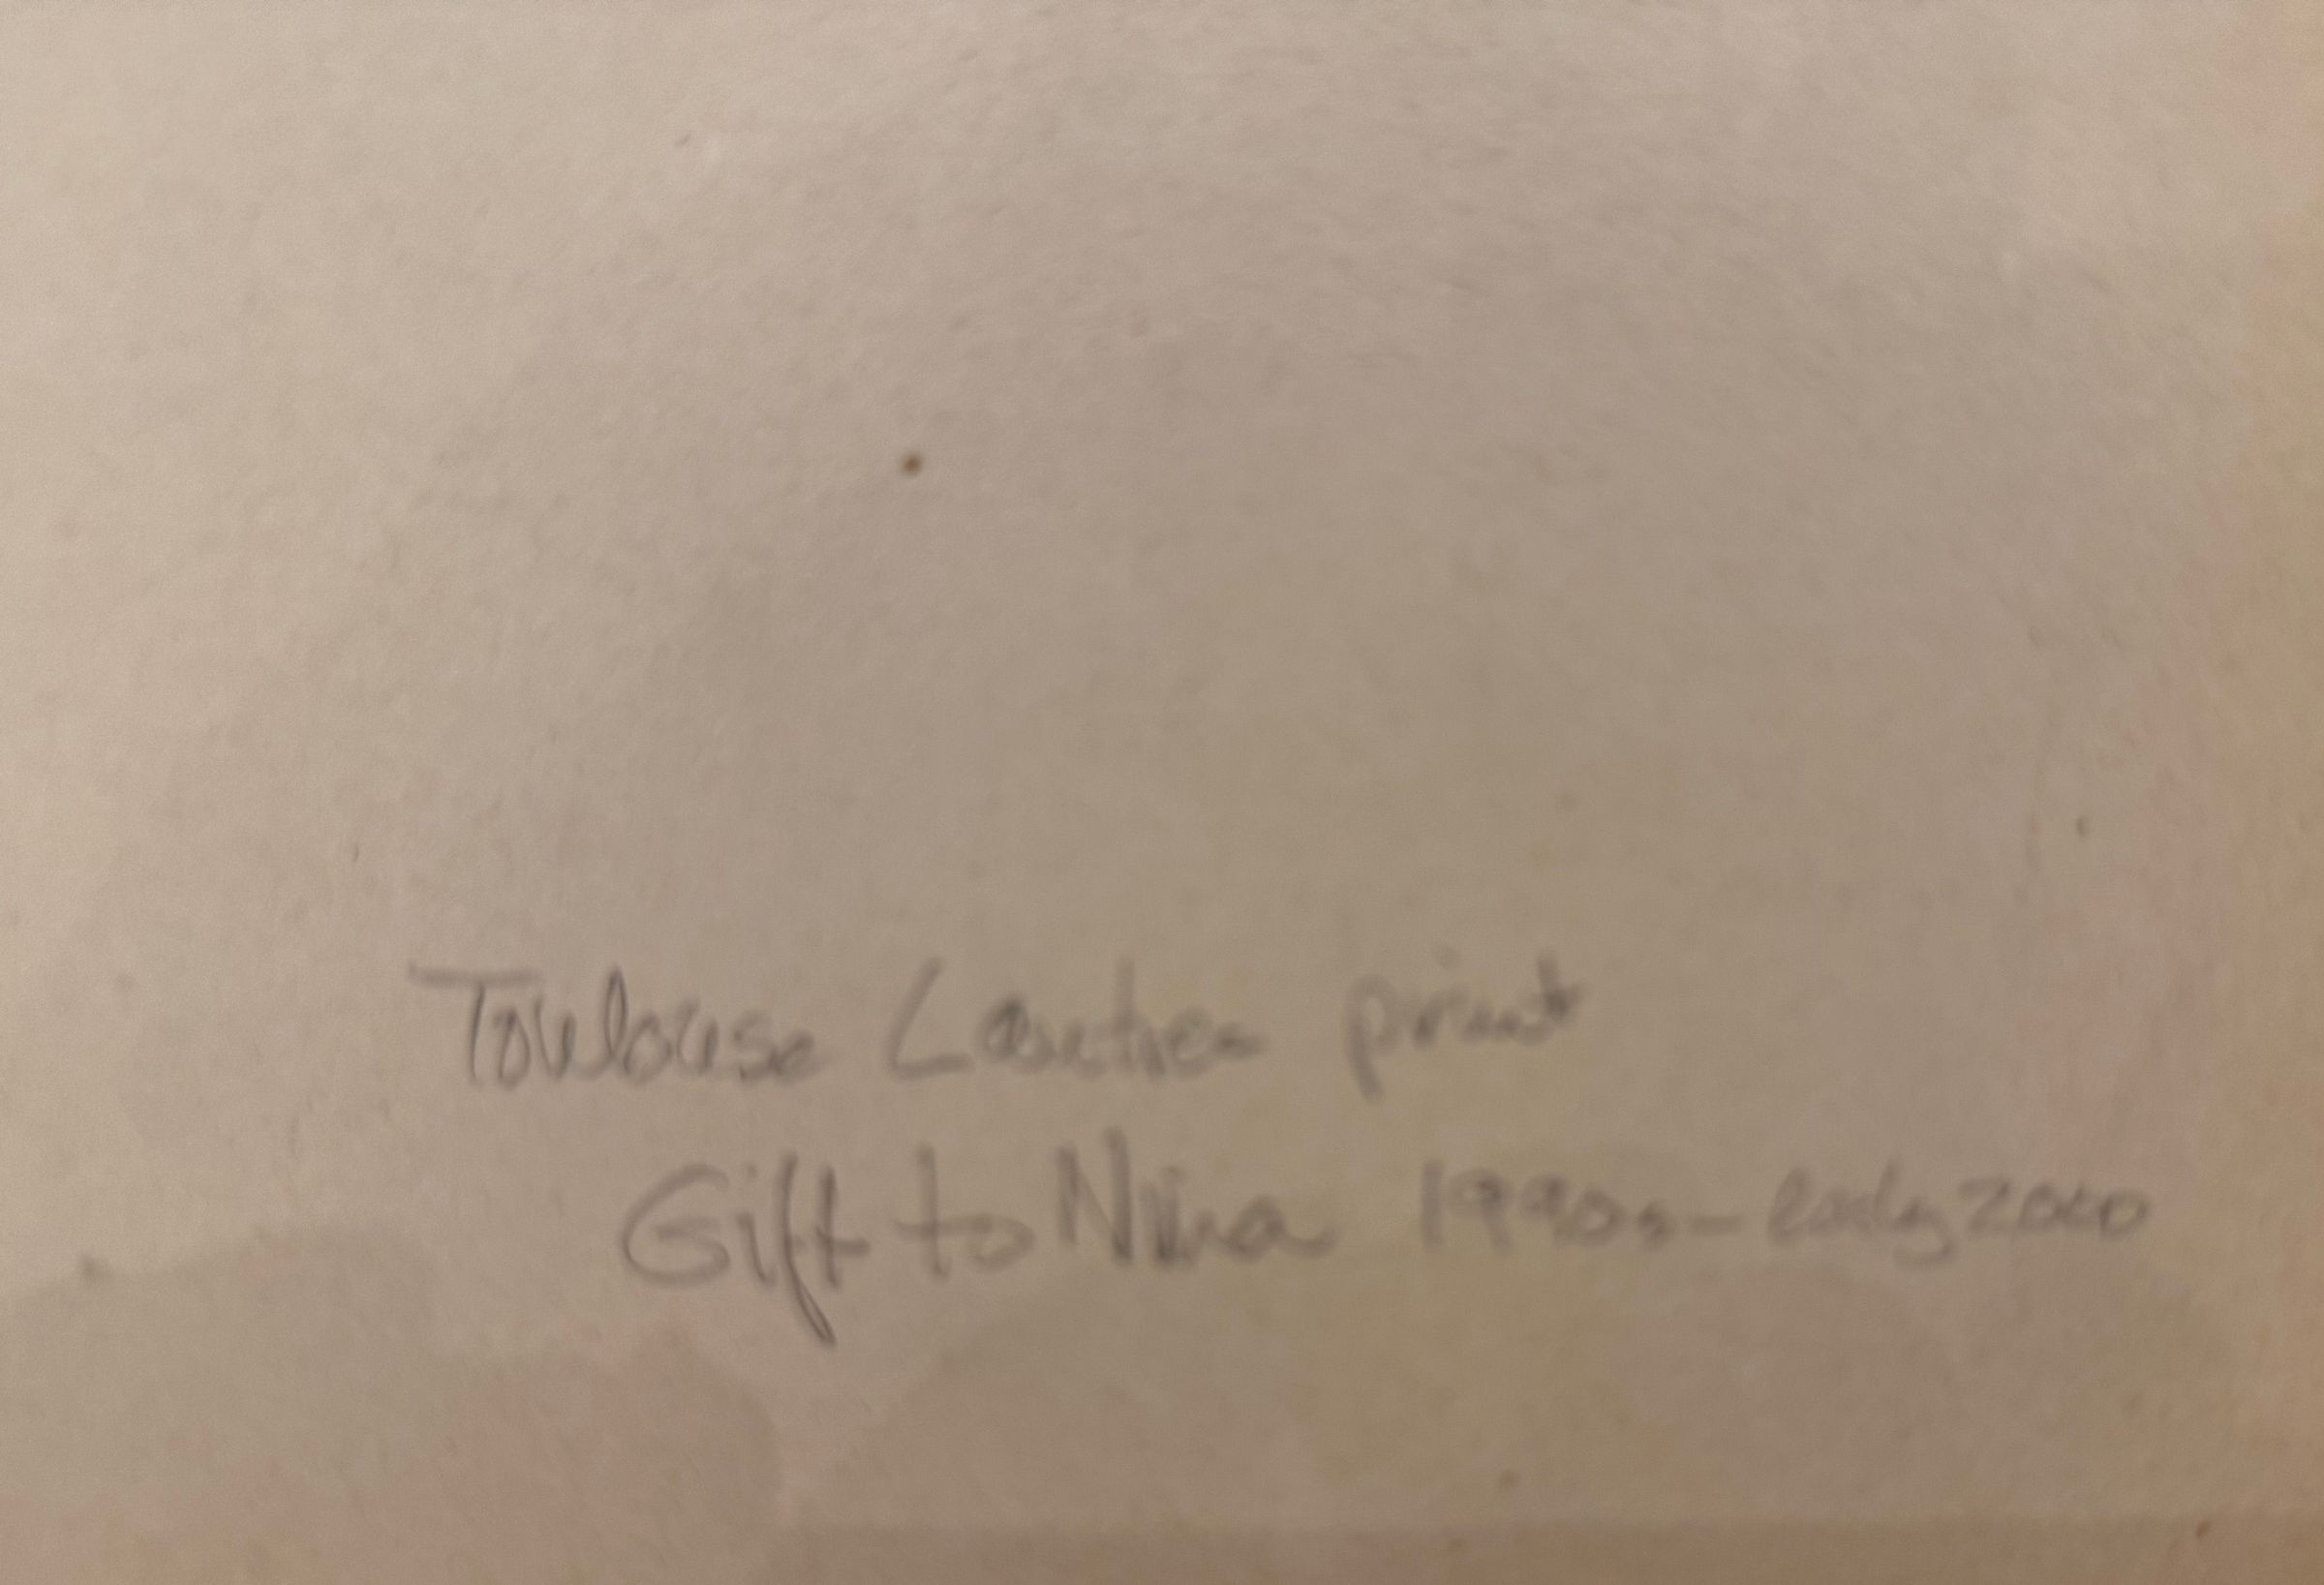 Toulouse Lautrec print
Gift to Nina 1990s - early 2000